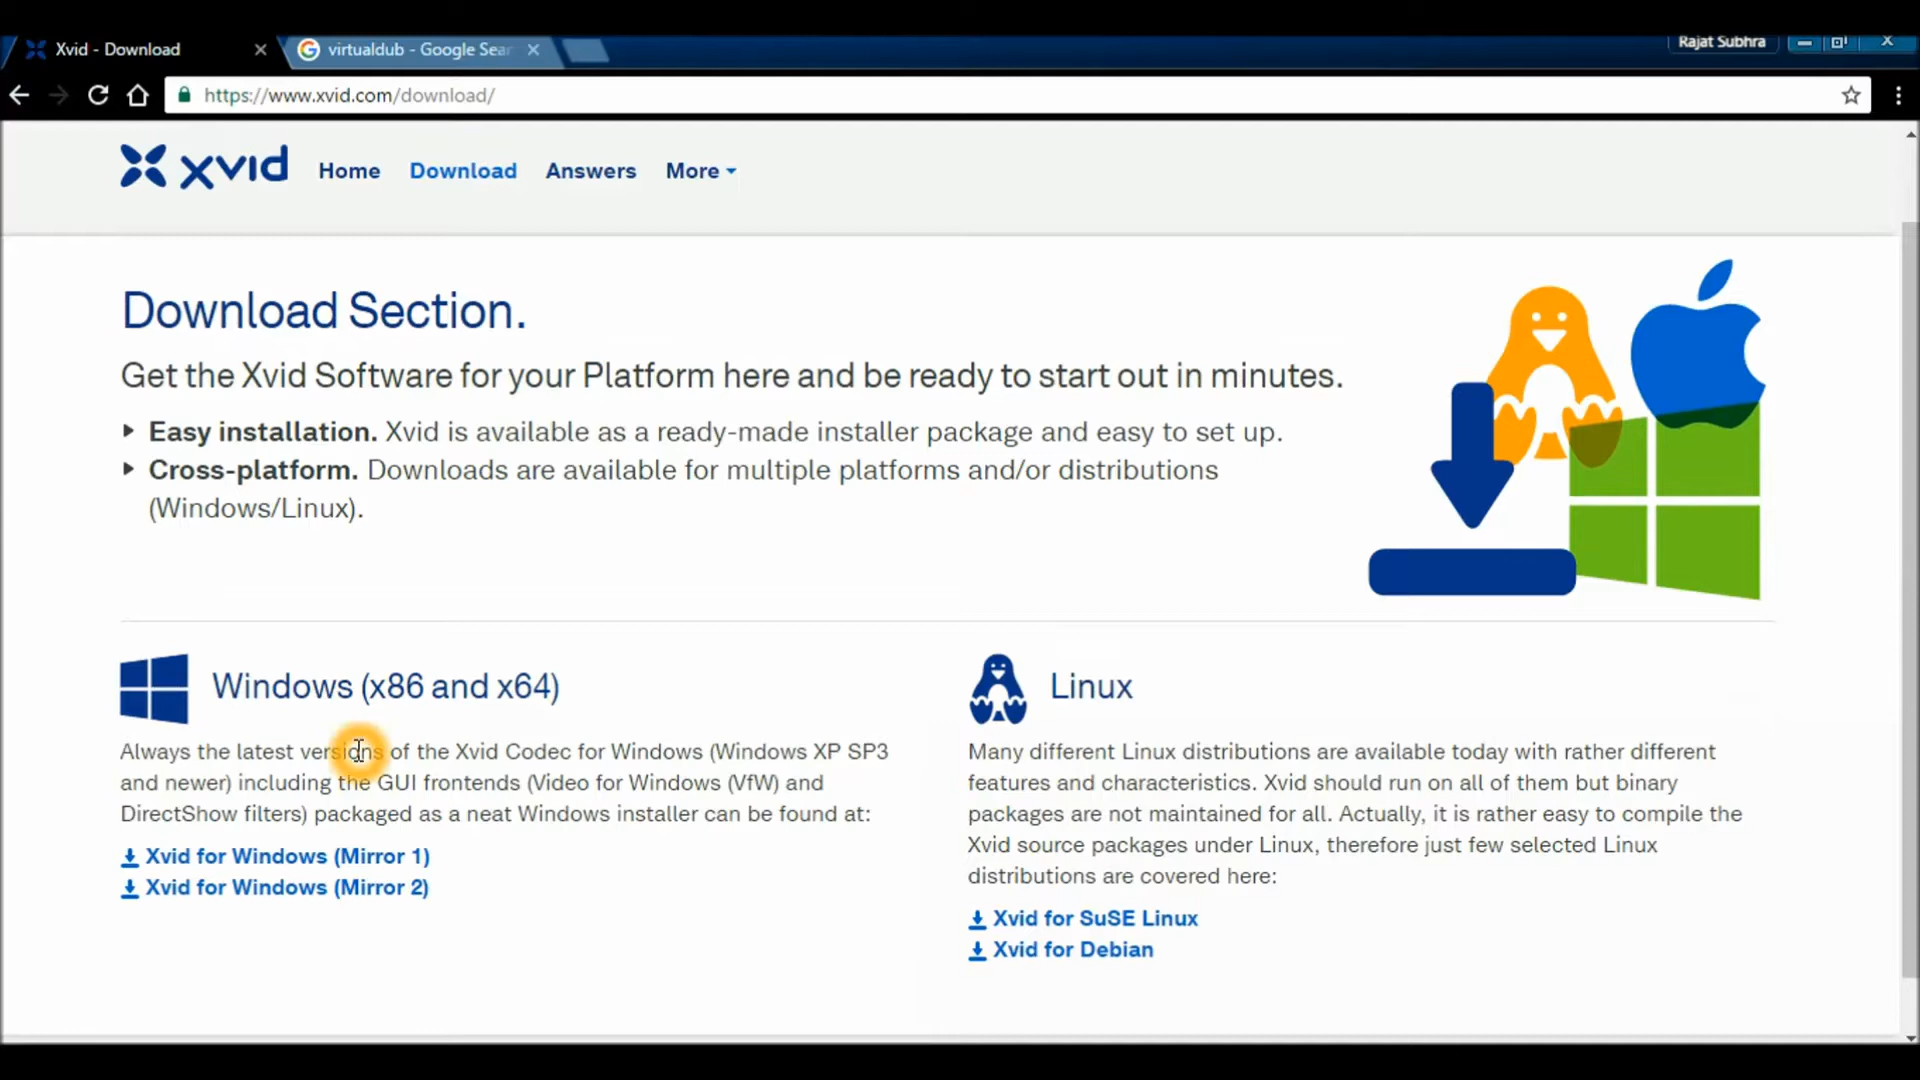 Xvid - Download
virtualdub - Google Sear
Rajat Subhra
https://www.xvid.com/download/
xvid
Home
Download
Answers
More
Download Section.
Get the Xvid Software for your Platform here and be ready to start out in minutes.
Easy installation. Xvid is available as a ready-made installer package and easy to set up.
Cross-platform. Downloads are available for multiple platforms and/or distributions
(Windows/Linux).
Windows (x86 and x64)
Always the latest versions of the Xvid Codec for Windows (Windows XP SP3
and newer) including the GUI frontends (Video for Windows (VfW) and
DirectShow filters) packaged as a neat Windows installer can be found at:
Xvid for Windows (Mirror 1)
Xvid for Windows (Mirror 2)
Linux
Many different Linux distributions are available today with rather different
features and characteristics. Xvid should run on all of them but binary
packages are not maintained for all. Actually, it is rather easy to compile the
Xvid source packages under Linux, therefore just few selected Linux
distributions are covered here:
Xvid for SuSE Linux
Xvid for Debian